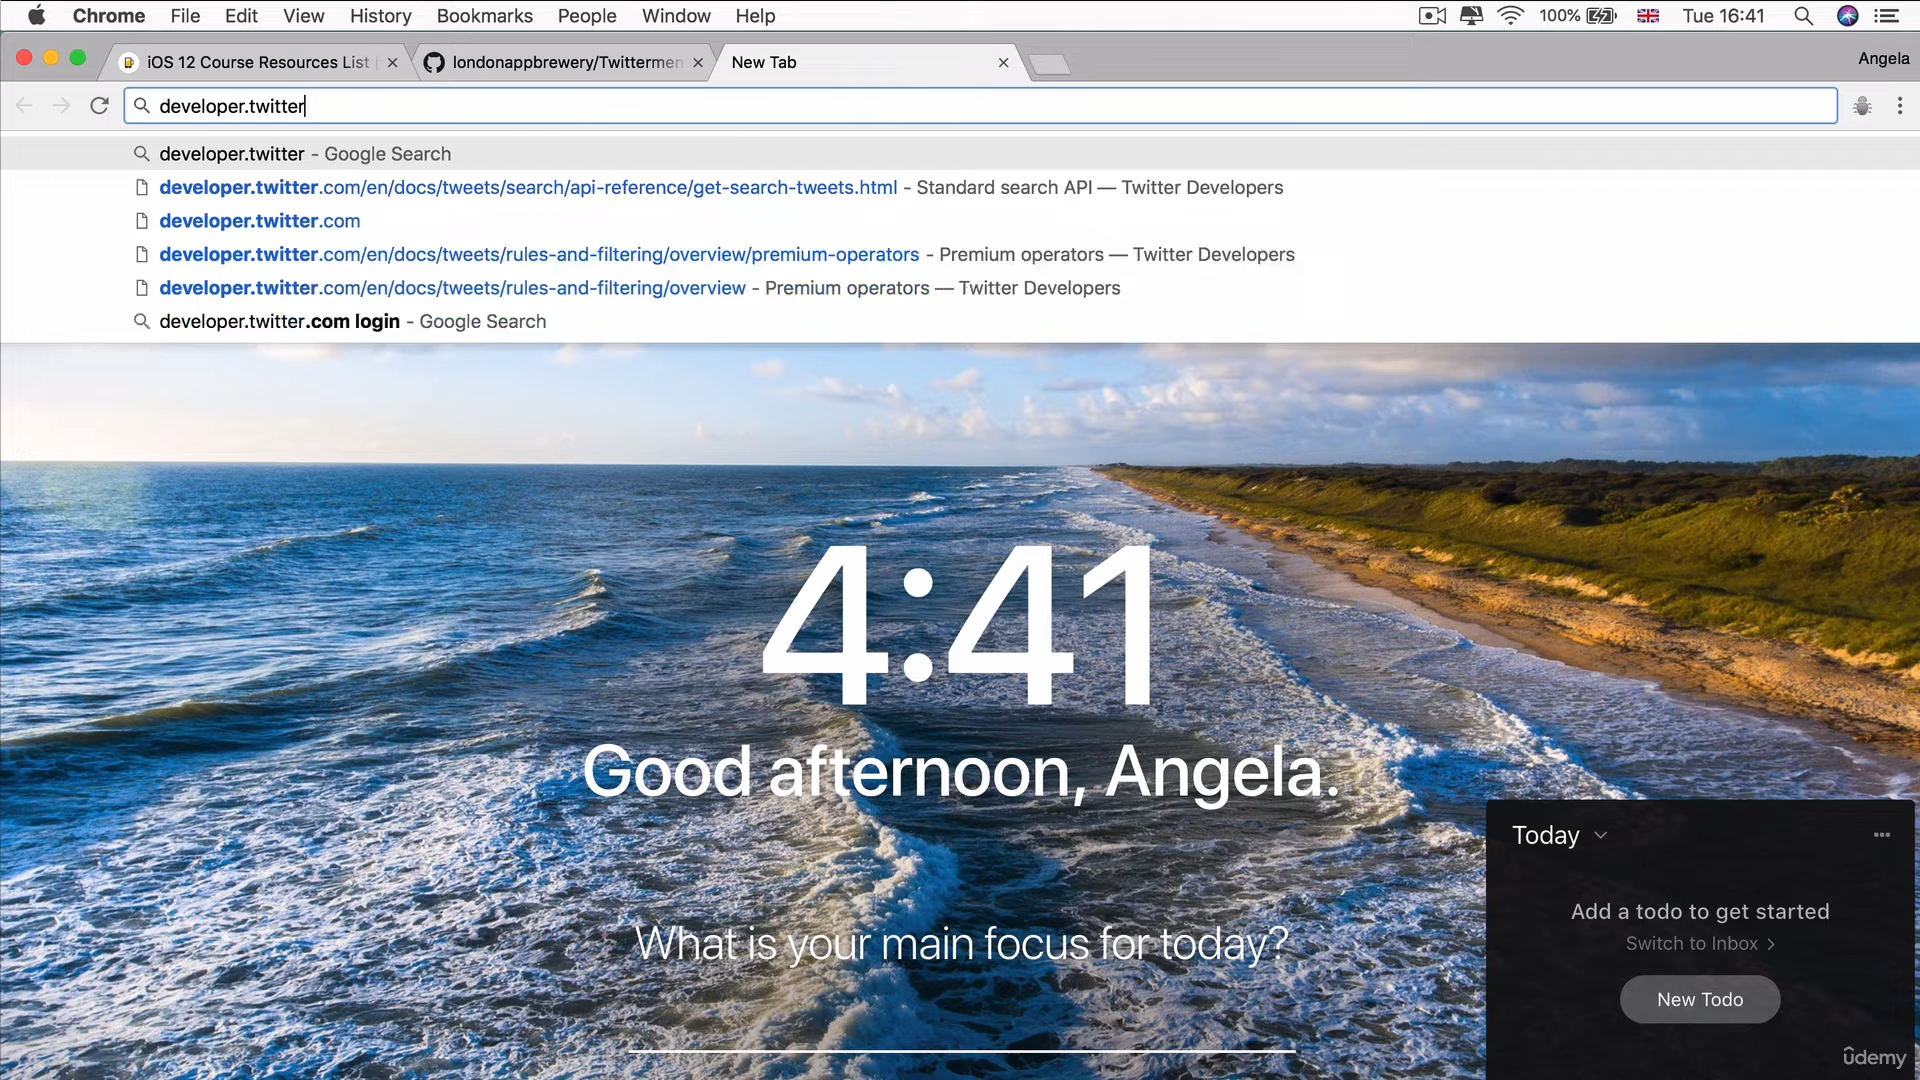 Chrome File Edit View History Bookmarks People Window Help 100% Tue 16:41
iOS 12 Course Resources List londonappbrewery/Twittermen New Tab Angela
developer.twitter
developer.twitter - Google Search
developer.twitter.com/en/docs/tweets/search/api-reference/get-search-tweets.html - Standard search API — Twitter Developers
developer.twitter.com
developer.twitter.com/en/docs/tweets/rules-and-filtering/overview/premium-operators - Premium operators — Twitter Developers
developer.twitter.com/en/docs/tweets/rules-and-filtering/overview - Premium operators — Twitter Developers
developer.twitter.com login - Google Search
4:41
Good afternoon, Angela.
What is your main focus for today?
Today
Add a todo to get started
Switch to Inbox >
New Todo
ûdemy